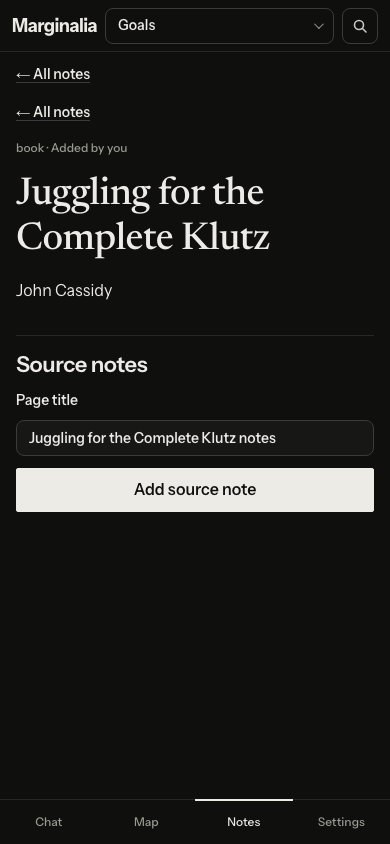 Marginalia
Goals
← All notes
← All notes
book · Added by you
Juggling for the
Complete Klutz
John Cassidy
Source notes
Page title
Juggling for the Complete Klutz notes
Add source note
Chat
Map
Notes
Settings